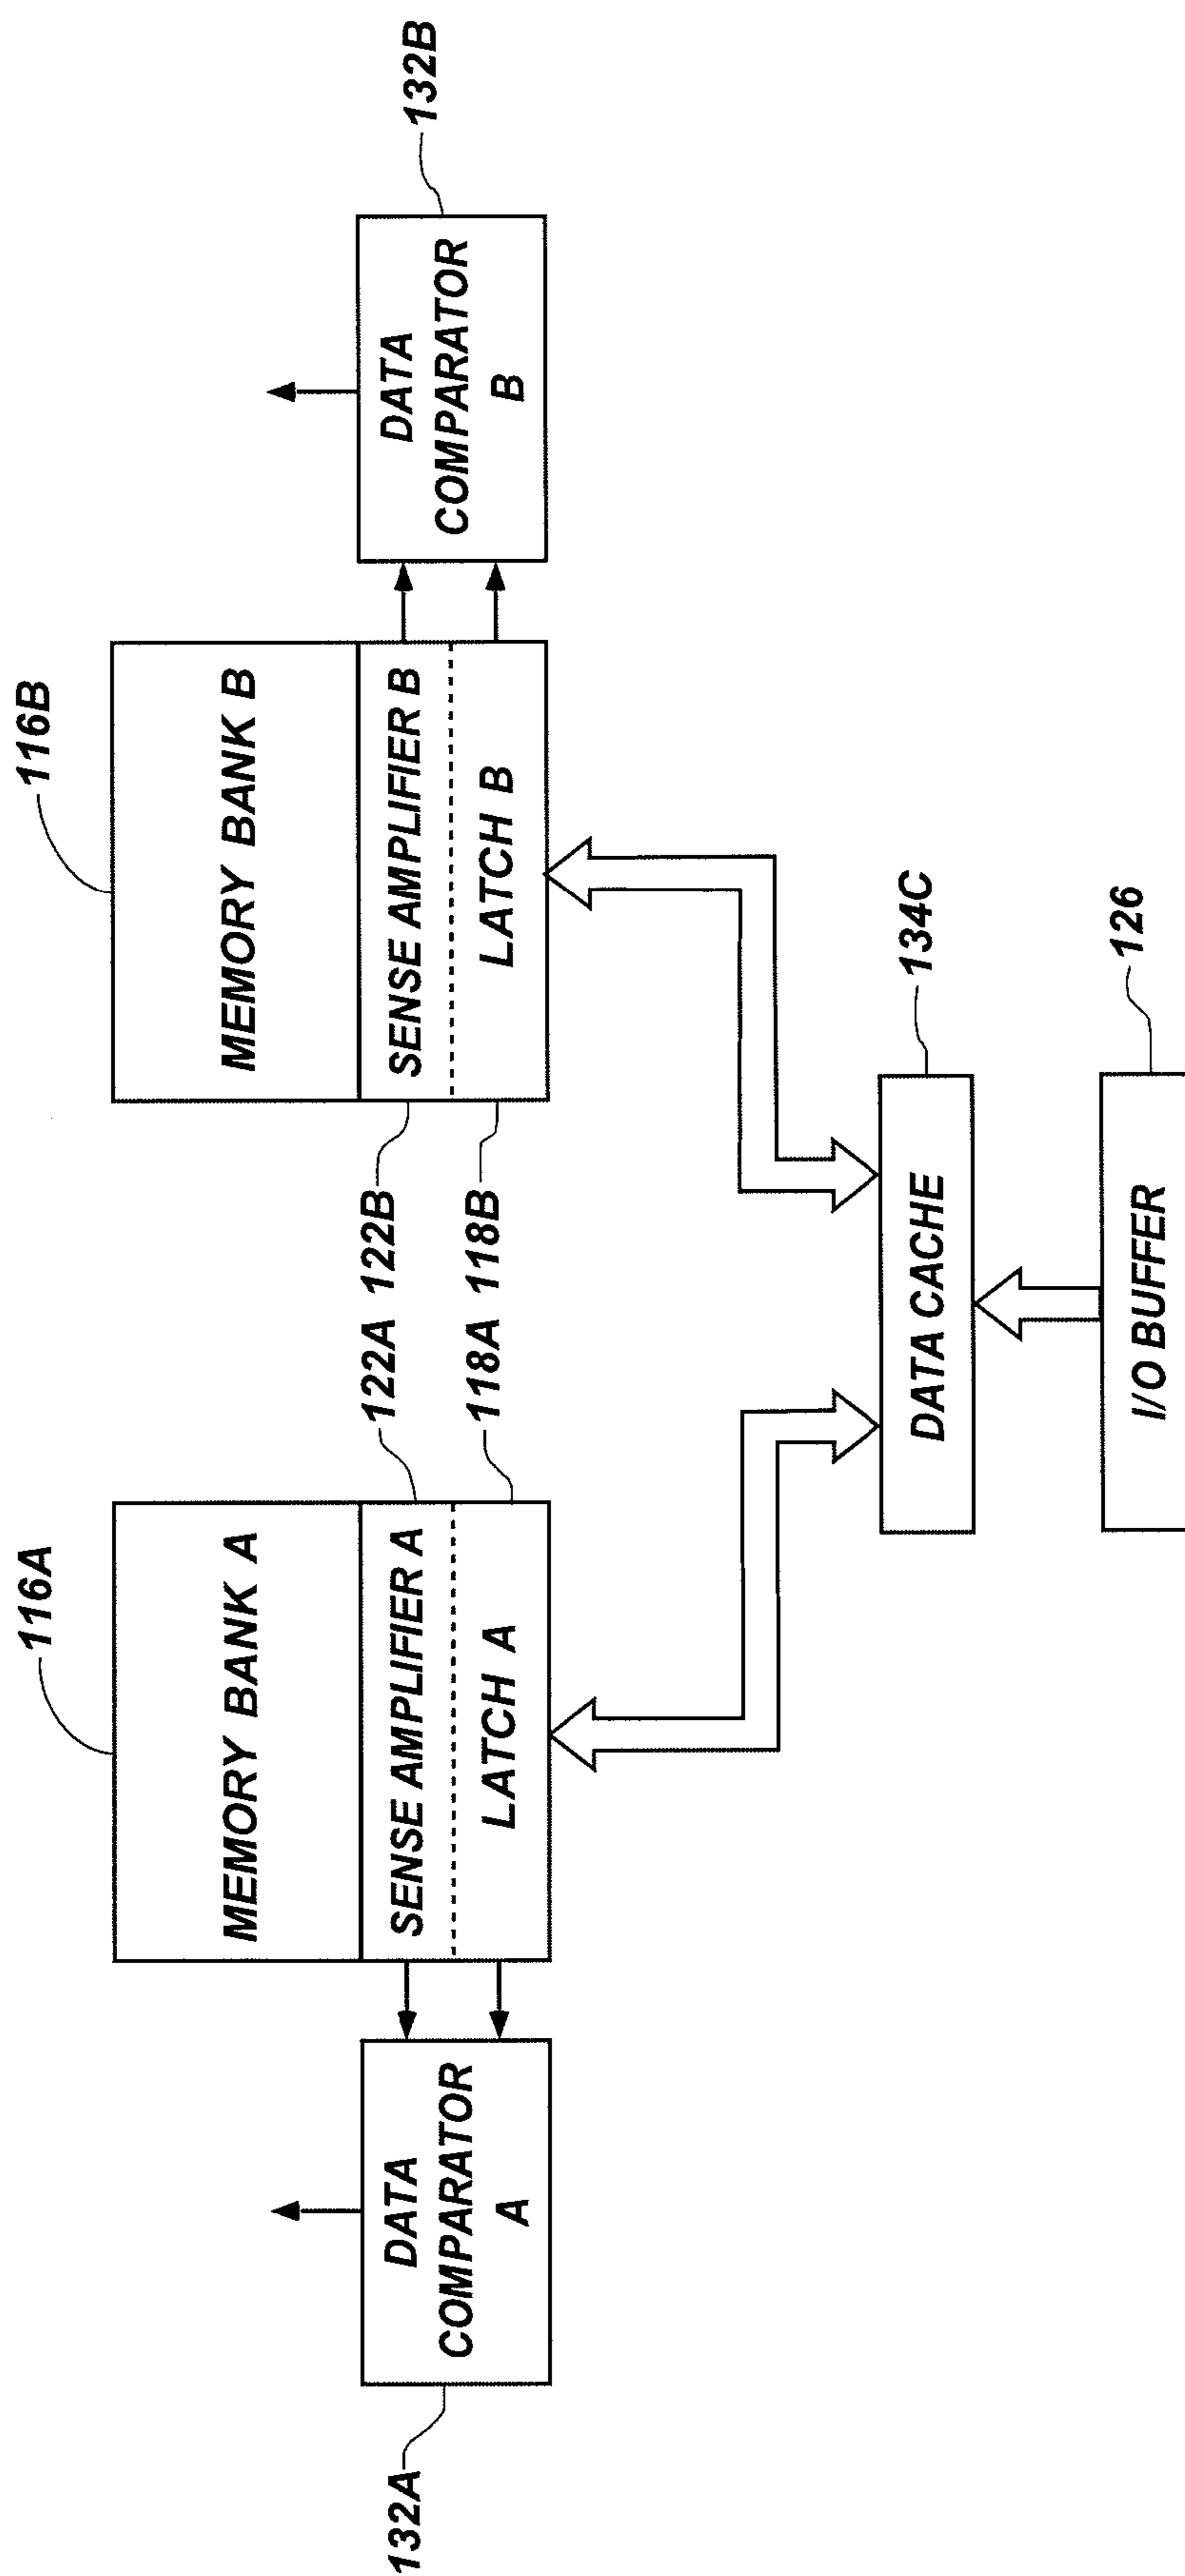 116A
116B
MEMORY BANK A
MEMORY BANK B
132A
DATA
COMPARATOR
A
SENSE AMPLIFIER A
LATCH A
122A
122B
118A
118B
SENSE AMPLIFIER B
LATCH B
DATA
COMPARATOR
B
132B
DATA CACHE
134C
I/O BUFFER
126